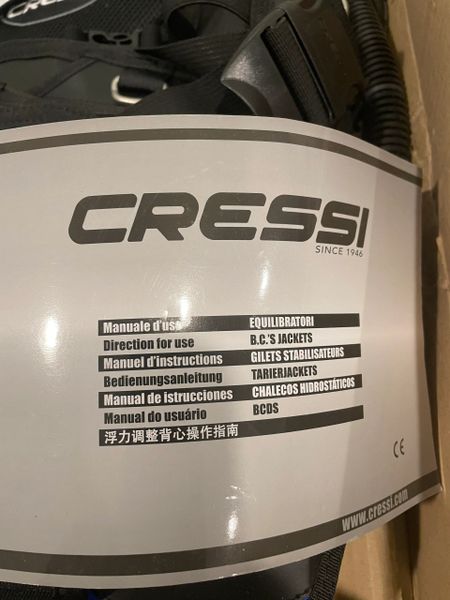 CRESSI
CRESSI
SINCE 1946
Manuale d'uso EQUILIBRATORI
Direction for use B.C.'S JACKETS
Manuel d'instructions GILETS STABILISATEURS
Bedienungsanleitung TARIERJACKETS
Manual de istrucciones CHALECOS HIDROSTÁTICOS
Manual do usuário BCDS
浮力调整背心操作指南
CE
www.cressi.com